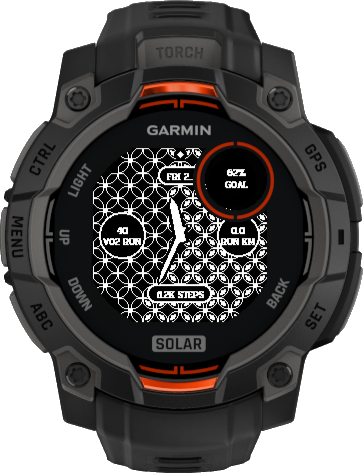 TORCH
GARMIN
CTRL
GPS
LIGHT
FRI 2
62%
GOAL
MENU
UP
40
VO2 RUN
0.0
RUN KM
DOWN
BACK
ABC
SET
0.2K STEPS
SOLAR